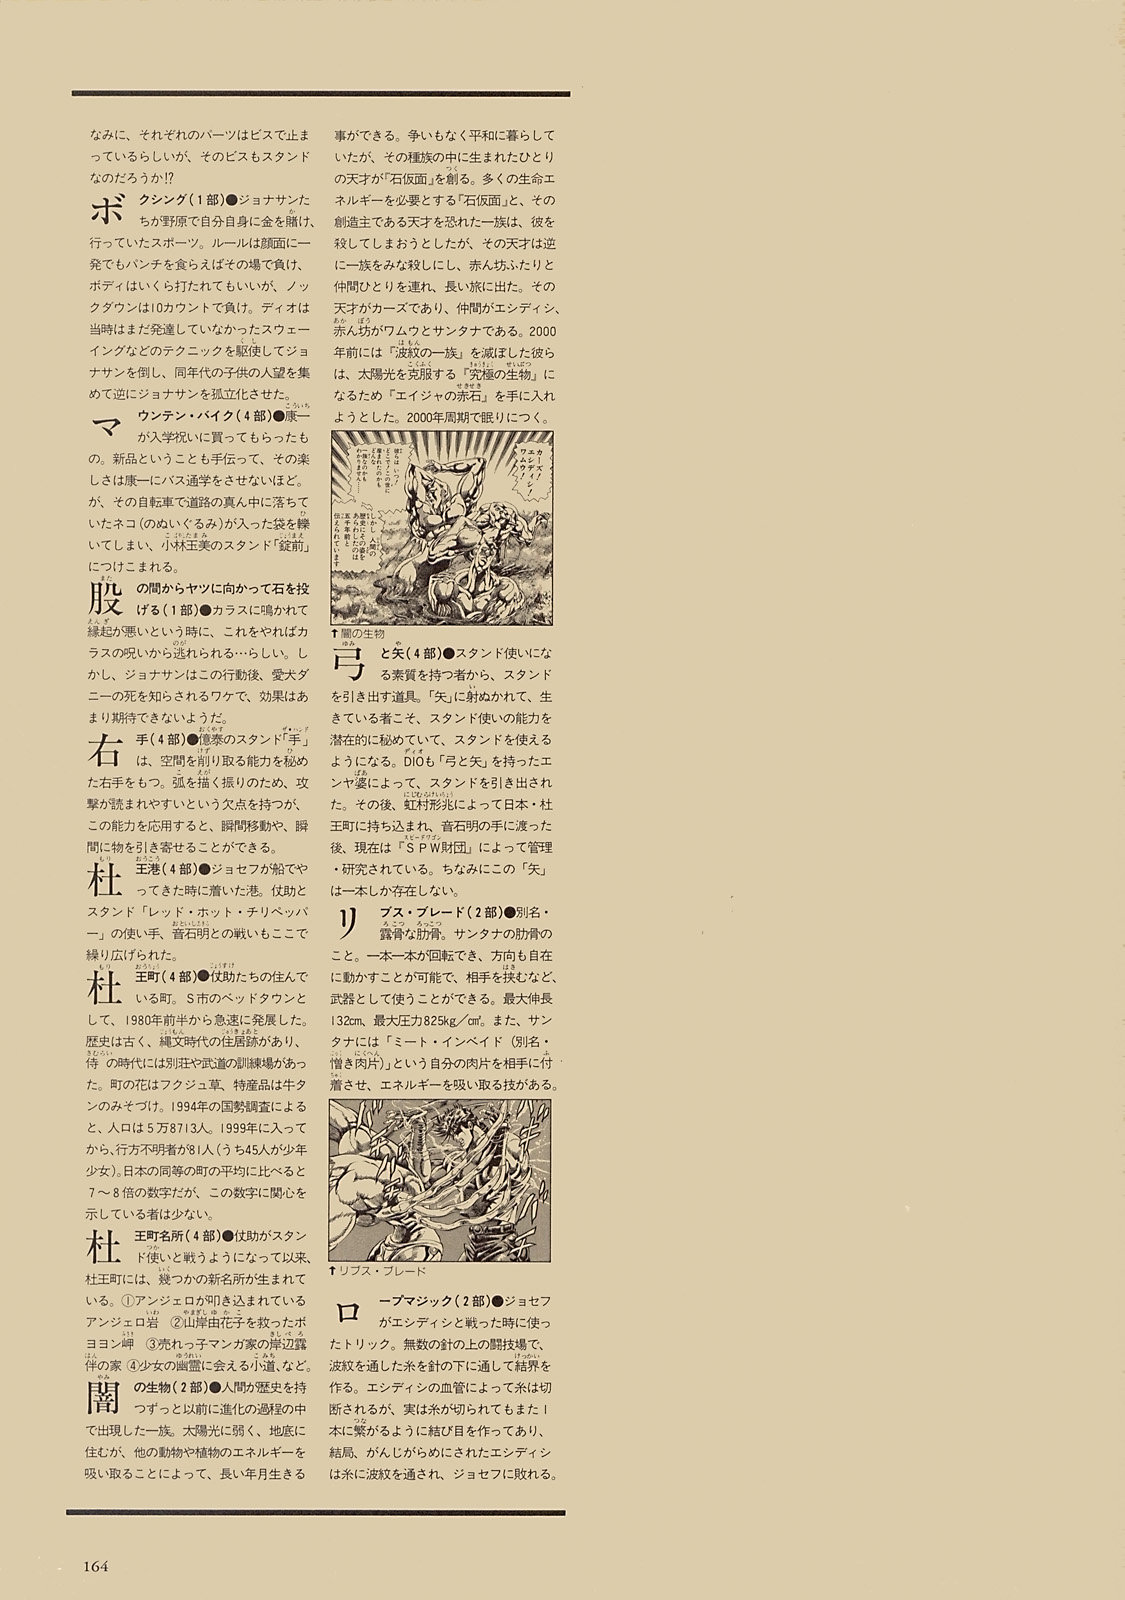 なみに、それぞれのパーツはビスで止ま
っているらしいが、そのビスもスタンド
なのだろうか!?
ボクシング(1部)●ジョナサンた
ちが野原で自分自身に金を賭け、
行っていたスポーツ。ルールは顔面に一
発でもパンチを食らえばその場で負け、
ボディはいくら打たれてもいいが、ノッ
クダウンは10カウントで負け。ディオは
当時はまだ発達していなかったスウェー
イングなどのテクニックを駆使してジョ
ナサンを倒し、同年代の子供の人望を集
めて逆にジョナサンを孤立化させた。
マウンテン・バイク(4部)●康一
が入学祝いに買ってもらったも
の。新品ということも手伝って、その楽
しさは康一にバス通学をさせないほど。
が、その自転車で道路の真ん中に落ちて
いたネコ(のぬいぐるみ)が入った袋を轢
いてしまい、小林玉美のスタンド「錠前」
につけこまれる。
股の間からヤツに向かって石を投
げる(1部)●カラスに鳴かれて
縁起が悪いという時に、これをやればカ
ラスの呪いから逃れられる…らしい。し
かし、ジョナサンはこの行動後、愛犬ダ
ニーの死を知らされるワケで、効果はあ
まり期待できないようだ。
右手(4部)●億泰のスタンド「手」
は、空間を削り取る能力を秘め
た右手をもつ。弧を描く振りのため、攻
撃が読まれやすいという欠点を持つが、
この能力を応用すると、瞬間移動や、瞬
間に物を引き寄せることができる。
杜王港(4部)●ジョセフが船でや
ってきた時に着いた港。仗助と
スタンド「レッド・ホット・チリペッパ
ー」の使い手、音石明との戦いもここで
繰り広げられた。
杜王町(4部)●仗助たちの住んで
いる町。S市のベッドタウンと
して、1980年前半から急速に発展した。
歴史は古く、縄文時代の住居跡があり、
侍の時代には別荘や武道の訓練場があっ
た。町の花はフクジュ草、特産品は牛タ
ンのみそづけ。1994年の国勢調査による
と、人口は5万8713人。1999年に入って
から、行方不明者が81人(うち45人が少年
少女)。日本の同等の町の平均に比べると
7〜8倍の数字だが、この数字に関心を
示している者は少ない。
杜王町名所(4部)●仗助がスタン
ド使いと戦うようになって以来、
杜王町には、幾つかの新名所が生まれて
いる。①アンジェロが叩き込まれている
アンジェロ岩 ②山岸由花子を救ったボ
ヨヨン岬 ③売れっ子マンガ家の岸辺露
伴の家 ④少女の幽霊に会える小道、など。
闇の生物(2部)●人間が歴史を持
つずっと以前に進化の過程の中
で出現した一族。太陽光に弱く、地底に
住むが、他の動物や植物のエネルギーを
吸い取ることによって、長い年月生きる
事ができる。争いもなく平和に暮らして
いたが、その種族の中に生まれたひとり
の天才が『石仮面』を創る。多くの生命エ
ネルギーを必要とする『石仮面』と、その
創造主である天才を恐れた一族は、彼を
殺してしまおうとしたが、その天才は逆
に一族をみな殺しにし、赤ん坊ふたりと
仲間ひとりを連れ、長い旅に出た。その
天才がカーズであり、仲間がエシディシ、
赤ん坊がワムウとサンタナである。2000
年前には『波紋の一族』を滅ぼした彼ら
は、太陽光を克服する『究極の生物』に
なるため『エイジャの赤石』を手に入れ
ようとした。2000年周期で眠りにつく。
カーズ!
エシディシ!
ワムウ!
彼らは いつ!
どこで!この世に
産まれたのかも
どんな
一族なのかも
わかりません……
しかし 人間の
歴史にその姿を
あらわしたのは
五千年前と
伝えられています
↑闇の生物
弓と矢(4部)●スタンド使いにな
る素質を持つ者から、スタンド
を引き出す道具。「矢」に射ぬかれて、生
きている者こそ、スタンド使いの能力を
潜在的に秘めていて、スタンドを使える
ようになる。DIOも「弓と矢」を持ったエ
ンヤ婆によって、スタンドを引き出され
た。その後、虹村形兆によって日本・杜
王町に持ち込まれ、音石明の手に渡った
後、現在は『SPW財団』によって管理
・研究されている。ちなみにこの「矢」
は一本しか存在しない。
リブス・ブレード(2部)●別名・
露骨な肋骨。サンタナの肋骨の
こと。一本一本が回転でき、方向も自在
に動かすことが可能で、相手を挟むなど、
武器として使うことができる。最大伸長
132cm、最大圧力825kg/cm²。また、サン
タナには「ミート・インベイド(別名・
憎き肉片)」という自分の肉片を相手に付
着させ、エネルギーを吸い取る技がある。
↑リブス・ブレード
ロープマジック(2部)●ジョセフ
がエシディシと戦った時に使っ
たトリック。無数の針の上の闘技場で、
波紋を通した糸を針の下に通して結界を
作る。エシディシの血管によって糸は切
断されるが、実は糸が切られてもまた1
本に繋がるように結び目を作ってあり、
結局、がんじがらめにされたエシディシ
は糸に波紋を通され、ジョセフに敗れる。
164